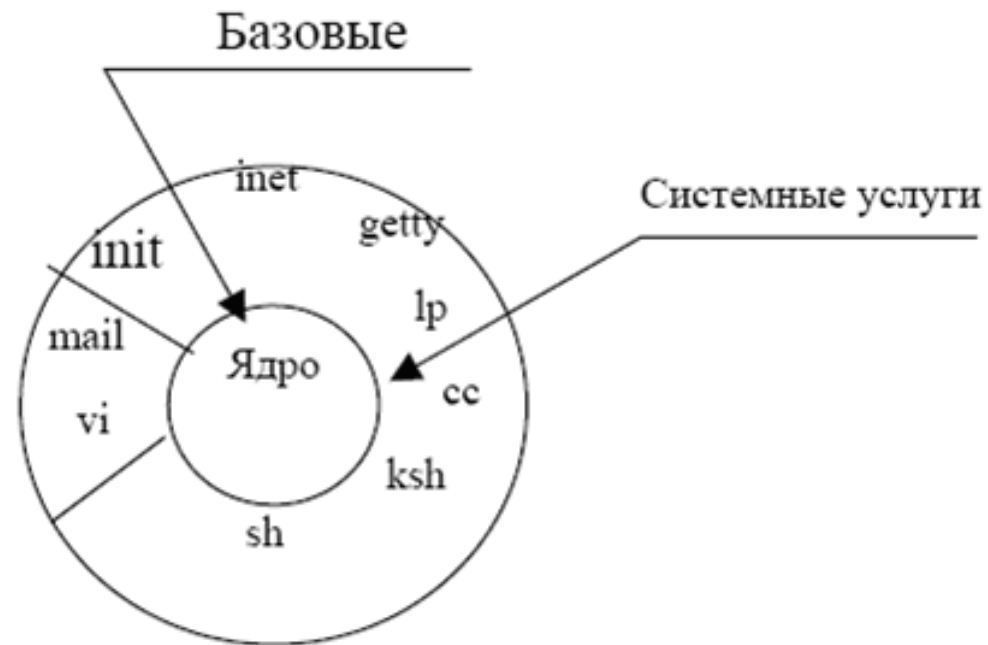 Базовые
inet
Системные услуги
getty
init
lp
mail
Ядро
cc
vi
ksh
sh